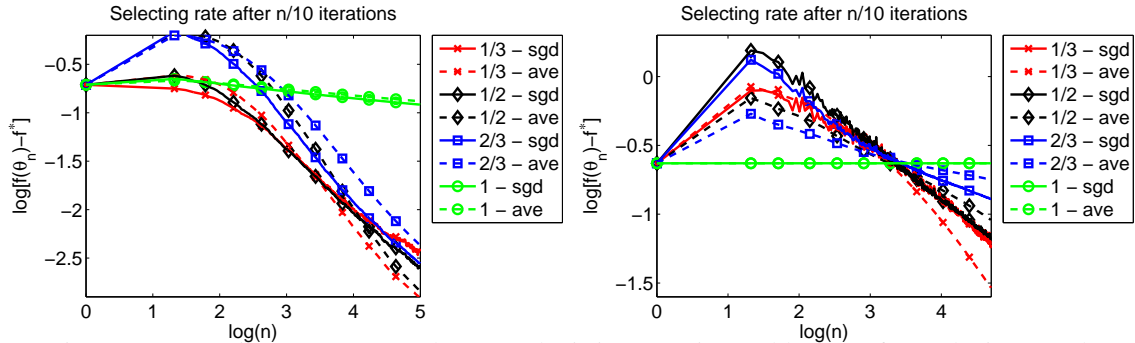 Selecting rate after n/10 iterations
log[f(θn)−f*]
−0.5
−1
−1.5
−2
−2.5
0
1
2
3
4
5
log(n)
1/3 − sgd
1/3 − ave
1/2 − sgd
1/2 − ave
2/3 − sgd
2/3 − ave
1 − sgd
1 − ave
Selecting rate after n/10 iterations
log[f(θn)−f*]
0
−0.5
−1
−1.5
0
1
2
3
4
log(n)
1/3 − sgd
1/3 − ave
1/2 − sgd
1/2 − ave
2/3 − sgd
2/3 − ave
1 − sgd
1 − ave